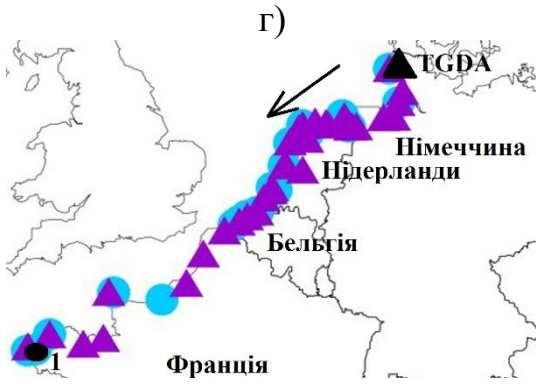 г)
TGDA
Німеччина
Нідерланди
Бельгія
1
Франція